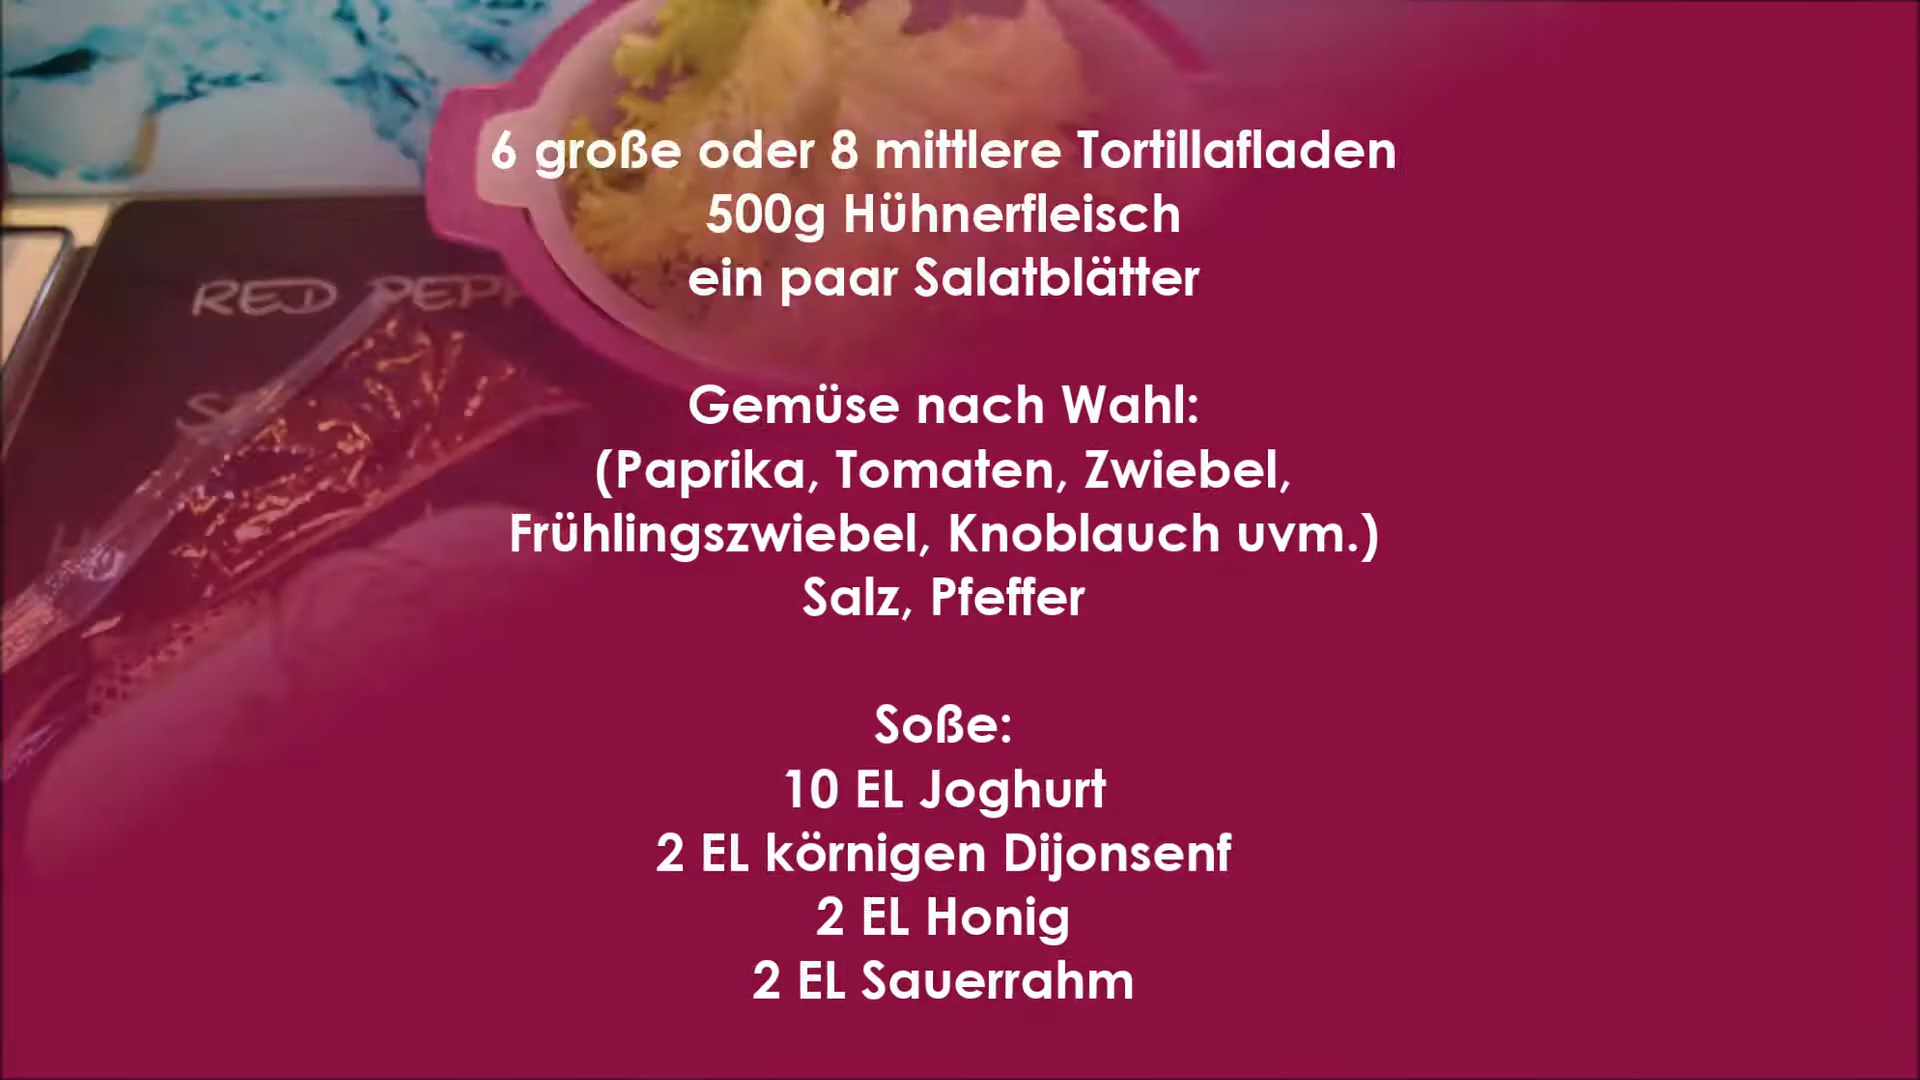 6 große oder 8 mittlere Tortillafladen
500g Hühnerfleisch
ein paar Salatblätter
Gemüse nach Wahl:
(Paprika, Tomaten, Zwiebel,
Frühlingszwiebel, Knoblauch uvm.)
Salz, Pfeffer
Soße:
10 EL Joghurt
2 EL körnigen Dijonsenf
2 EL Honig
2 EL Sauerrahm
RED